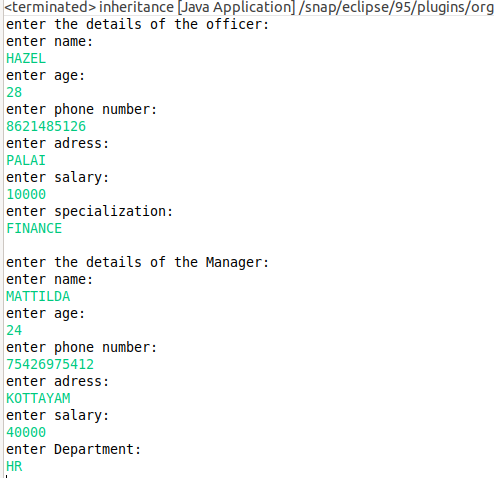 <terminated> inheritance [Java Application] /snap/eclipse/95/plugins/org
enter the details of the officer:
enter name:
HAZEL
enter age:
28
enter phone number:
8621485126
enter adress:
PALAI
enter salary:
10000
enter specialization:
FINANCE

enter the details of the Manager:
enter name:
MATTILDA
enter age:
24
enter phone number:
75426975412
enter adress:
KOTTAYAM
enter salary:
40000
enter Department:
HR